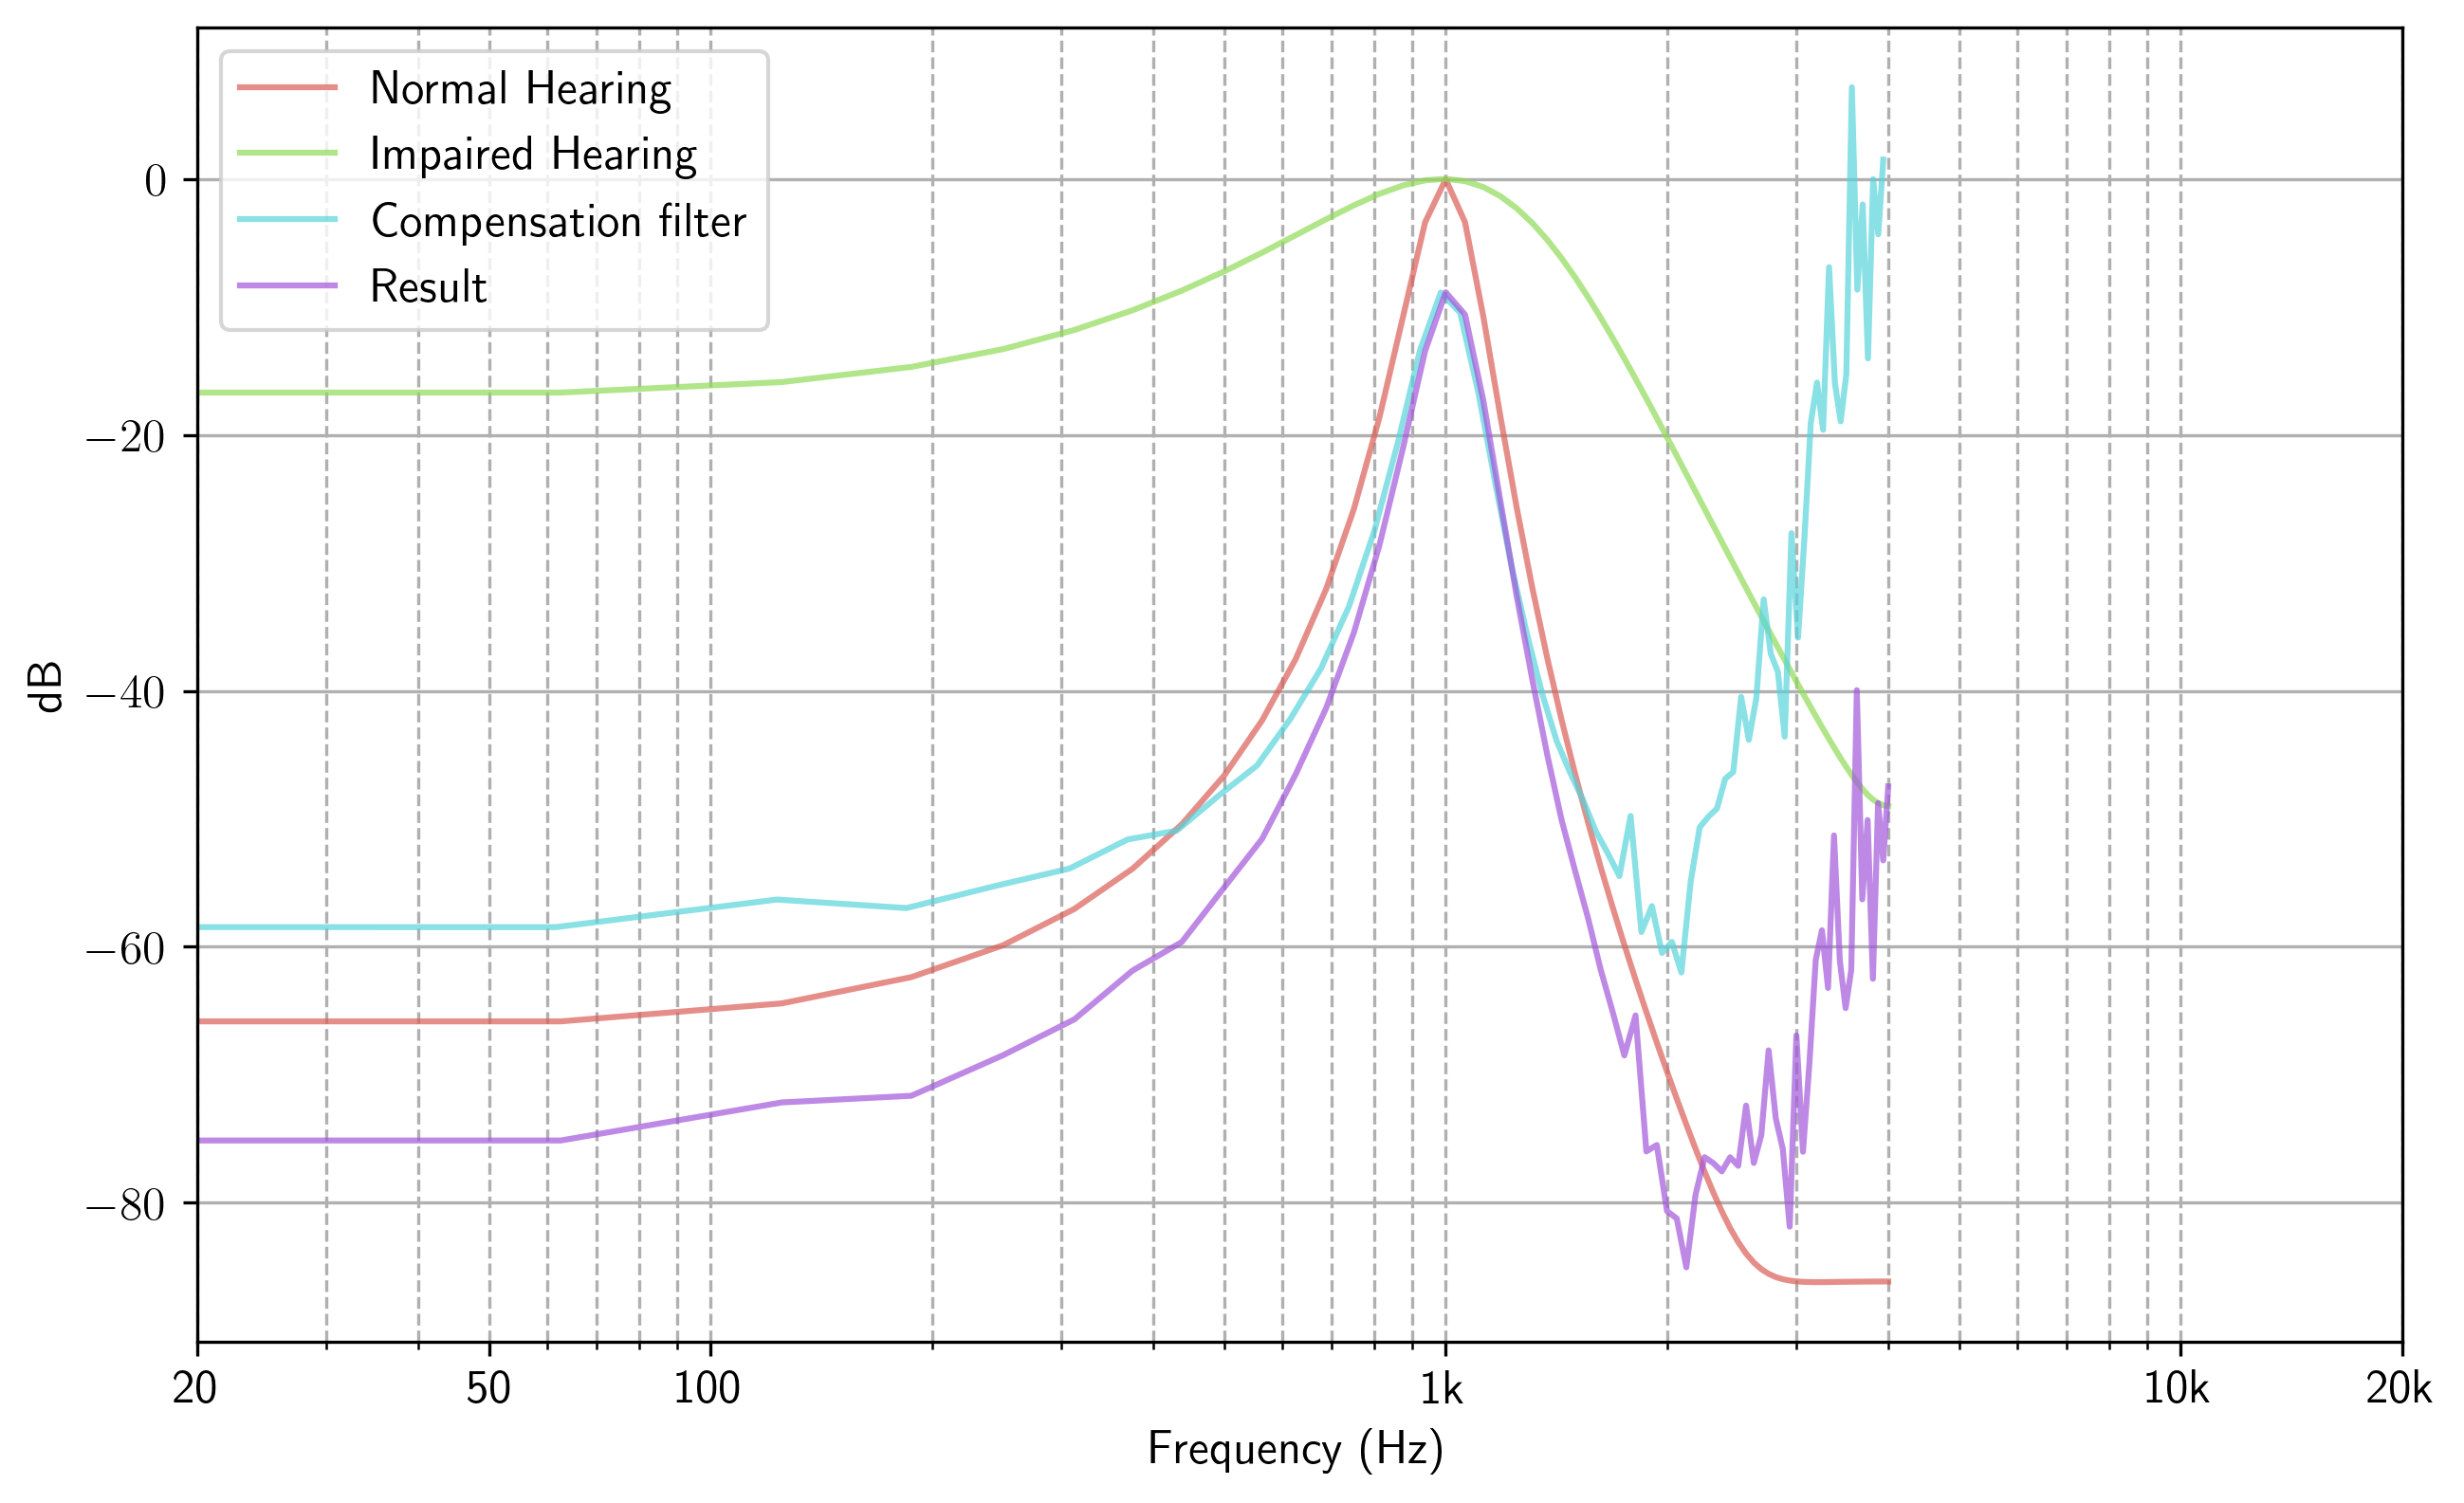 Normal Hearing
Impaired Hearing
Compensation filter
Result
0
−20
−40
−60
−80
dB
20 50 100 1k 10k 20k
Frequency (Hz)